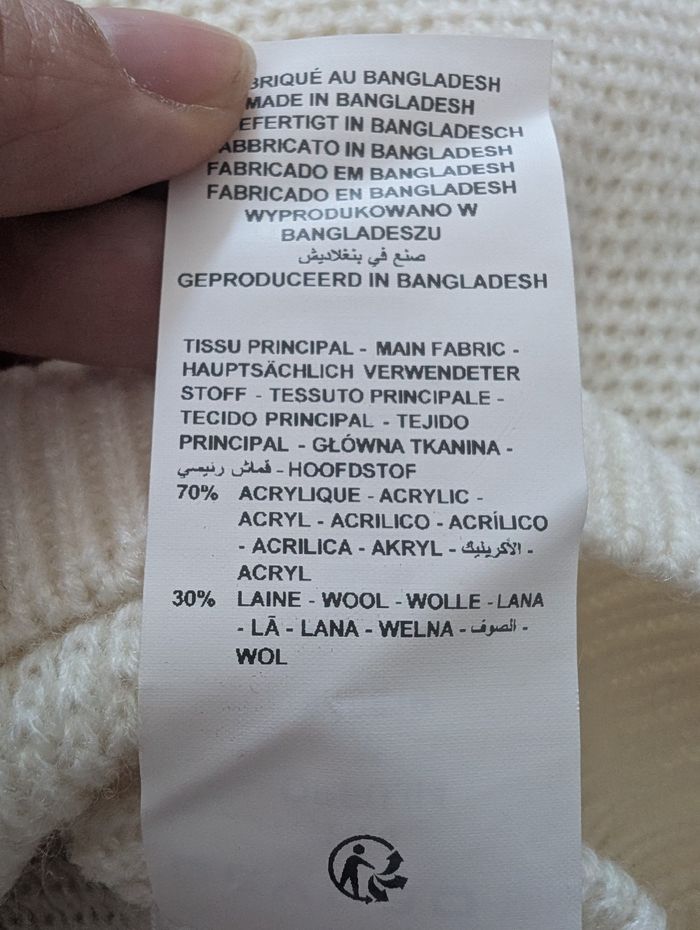 BRIQUÉ AU BANGLADESH
MADE IN BANGLADESH
EFERTIGT IN BANGLADESCH
ABBRICATO IN BANGLADESH
FABRICADO EM BANGLADESH
FABRICADO EN BANGLADESH
WYPRODUKOWANO W
BANGLADESZU
صنع في بنغلاديش
GEPRODUCEERD IN BANGLADESH
TISSU PRINCIPAL - MAIN FABRIC -
HAUPTSÄCHLICH VERWENDETER
STOFF - TESSUTO PRINCIPALE -
TECIDO PRINCIPAL - TEJIDO
PRINCIPAL - GŁÓWNA TKANINA -
قماش رئيسي - HOOFDSTOF
70% ACRYLIQUE - ACRYLIC -
ACRYL - ACRILICO - ACRÍLICO
- ACRILICA - AKRYL - الأكريليك -
ACRYL
30% LAINE - WOOL - WOLLE - LANA
- LÃ - LANA - WELNA - الصوف -
WOL